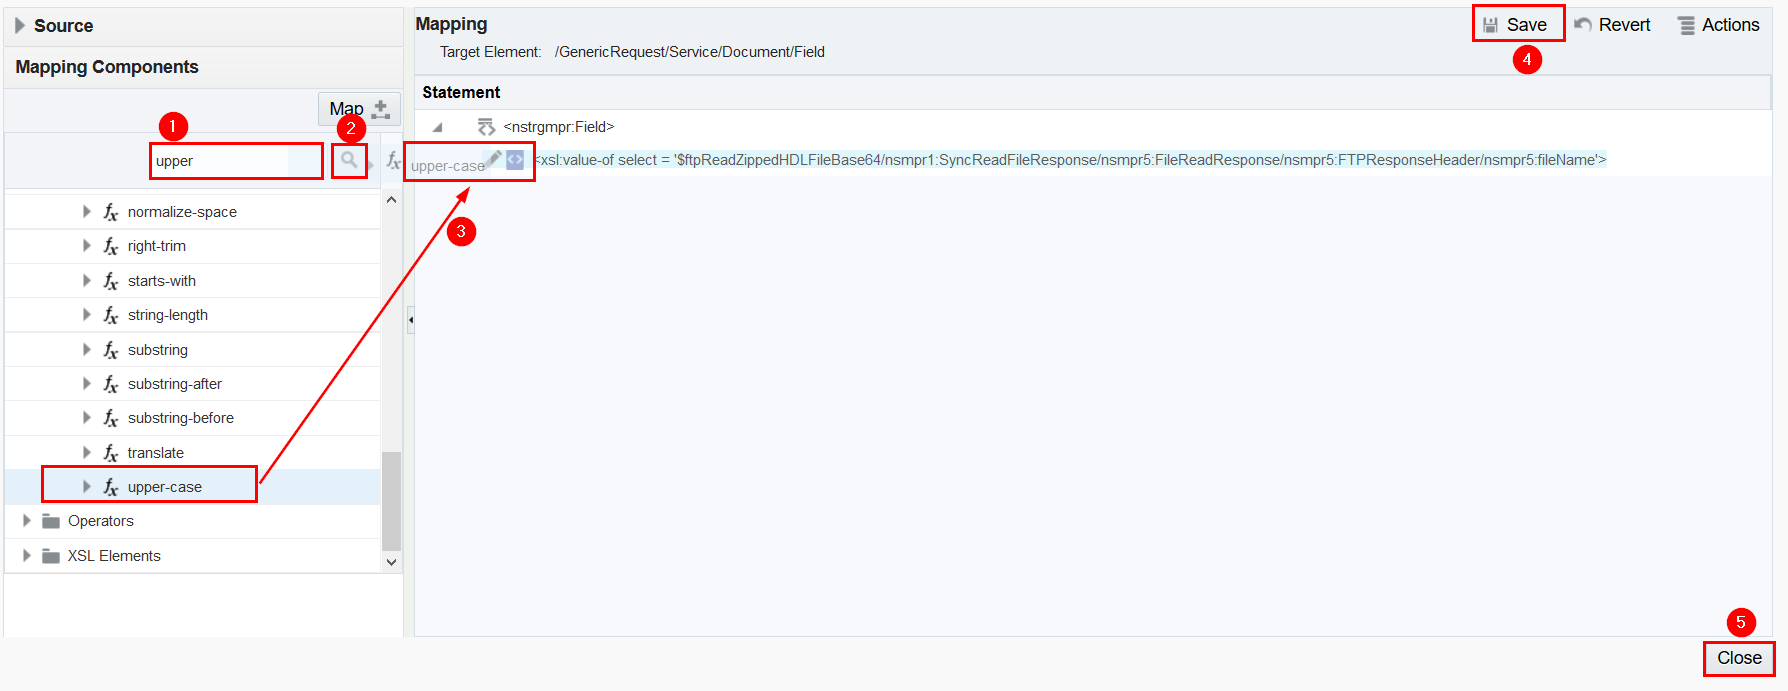 Source
Mapping Components
Map
1
2
upper
fx
normalize-space
right-trim
starts-with
string-length
substring
substring-after
substring-before
translate
upper-case
Operators
XSL Elements
Mapping
Save
Revert
Actions
4
Target Element: /GenericRequest/Service/Document/Field
Statement
<nstrgmpr:Field>
upper-case
<xsl:value-of select = '$ftpReadZippedHDLFileBase64/nsmpr1:SyncReadFileResponse/nsmpr5:FileReadResponse/nsmpr5:FTPResponseHeader/nsmpr5:fileName'>
3
5
Close